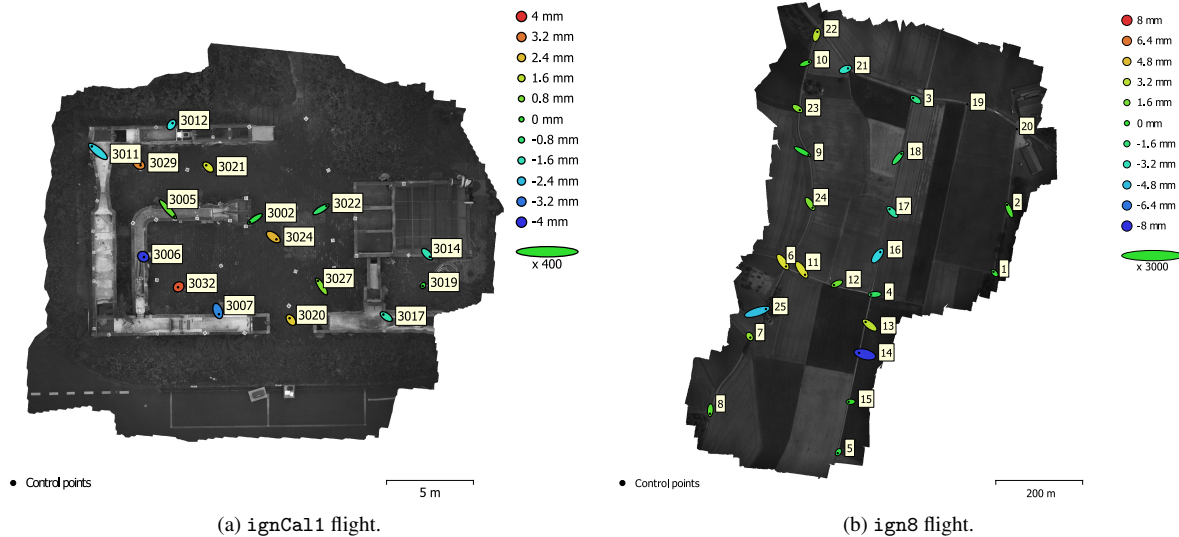 4 mm
3.2 mm
2.4 mm
1.6 mm
0.8 mm
0 mm
-0.8 mm
-1.6 mm
-2.4 mm
-3.2 mm
-4 mm
x 400
3012
3011
3029
3021
3005
3022
3002
3024
3014
3006
3019
3032
3027
3007
3020
3017
Control points
5 m
(a) ignCal1 flight.
8 mm
6.4 mm
4.8 mm
3.2 mm
1.6 mm
0 mm
-1.6 mm
-3.2 mm
-4.8 mm
-6.4 mm
-8 mm
x 3000
22
10
21
3
19
23
20
9
18
24
17
2
6
11
16
12
1
4
25
7
13
14
8
15
5
Control points
200 m
(b) ign8 flight.